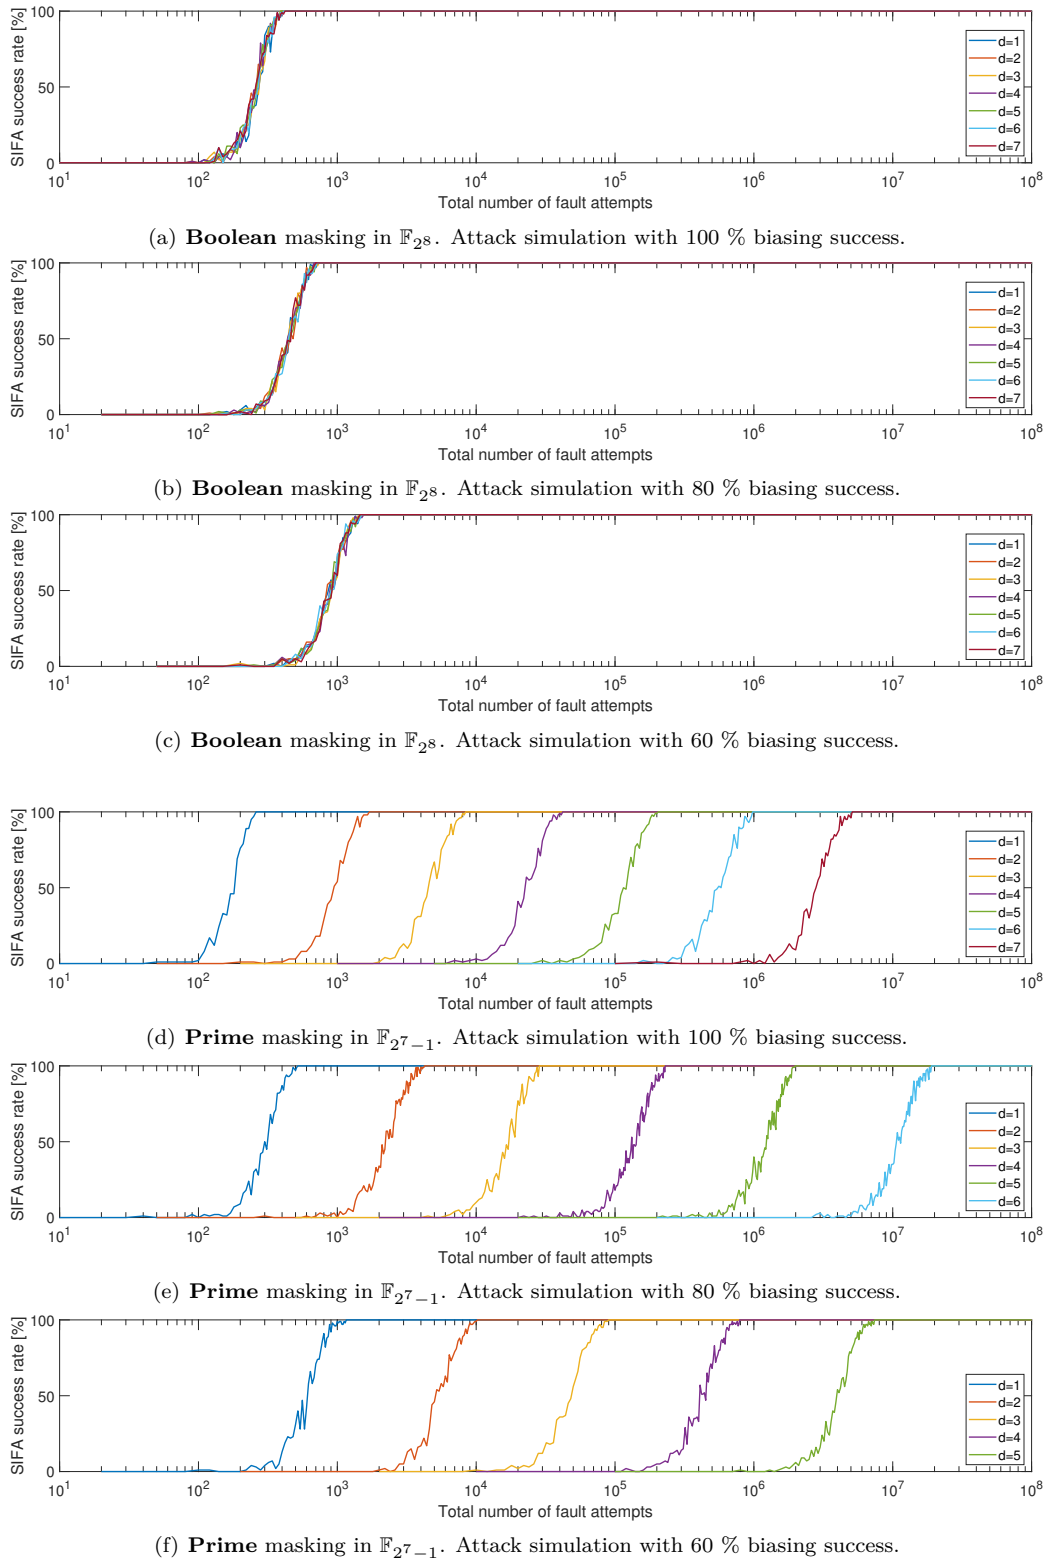 SIFA success rate [%]
100
50
0
10^1 10^2 10^3 10^4 10^5 10^6 10^7 10^8
Total number of fault attempts
d=1
d=2
d=3
d=4
d=5
d=6
d=7
(a) Boolean masking in 𝔽_{2^8}. Attack simulation with 100 % biasing success.
SIFA success rate [%]
100
50
0
10^1 10^2 10^3 10^4 10^5 10^6 10^7 10^8
Total number of fault attempts
d=1
d=2
d=3
d=4
d=5
d=6
d=7
(b) Boolean masking in 𝔽_{2^8}. Attack simulation with 80 % biasing success.
SIFA success rate [%]
100
50
0
10^1 10^2 10^3 10^4 10^5 10^6 10^7 10^8
Total number of fault attempts
d=1
d=2
d=3
d=4
d=5
d=6
d=7
(c) Boolean masking in 𝔽_{2^8}. Attack simulation with 60 % biasing success.
SIFA success rate [%]
100
50
0
10^1 10^2 10^3 10^4 10^5 10^6 10^7 10^8
Total number of fault attempts
d=1
d=2
d=3
d=4
d=5
d=6
d=7
(d) Prime masking in 𝔽_{2^7−1}. Attack simulation with 100 % biasing success.
SIFA success rate [%]
100
50
0
10^1 10^2 10^3 10^4 10^5 10^6 10^7 10^8
Total number of fault attempts
d=1
d=2
d=3
d=4
d=5
d=6
(e) Prime masking in 𝔽_{2^7−1}. Attack simulation with 80 % biasing success.
SIFA success rate [%]
100
50
0
10^1 10^2 10^3 10^4 10^5 10^6 10^7 10^8
Total number of fault attempts
d=1
d=2
d=3
d=4
d=5
(f) Prime masking in 𝔽_{2^7−1}. Attack simulation with 60 % biasing success.